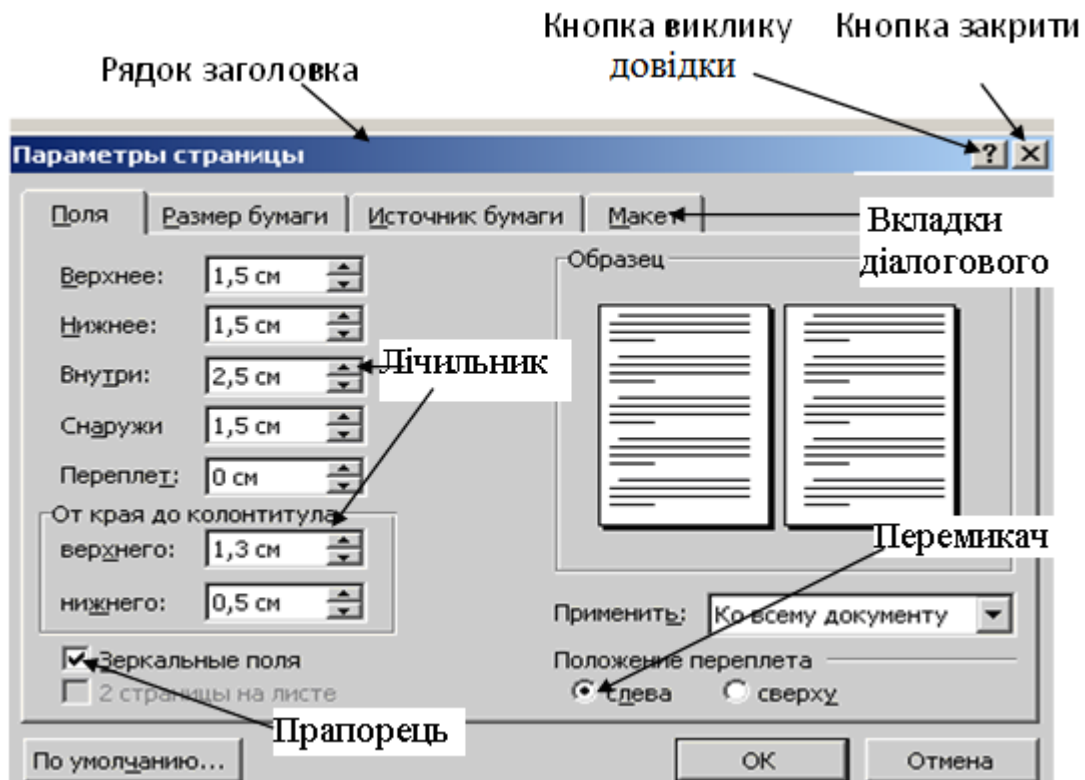 Кнопка виклику довідки
Кнопка закрити
Рядок заголовка
Параметры страницы
?
Поля
Размер бумаги
Источник бумаги
Макет
Вкладки
діалогового
Верхнее: 1,5 см
Нижнее: 1,5 см
Внутри: 2,5 см
Лічильник
Снаружи 1,5 см
Переплет: 0 см
От края до колонтитула
верхнего: 1,3 см
нижнего: 0,5 см
Образец
Перемикач
Применить: Ко всему документу
Зеркальные поля
2 страницы на листе
Положение переплета
слева
сверху
Прапорець
По умолчанию...
ОК
Отмена